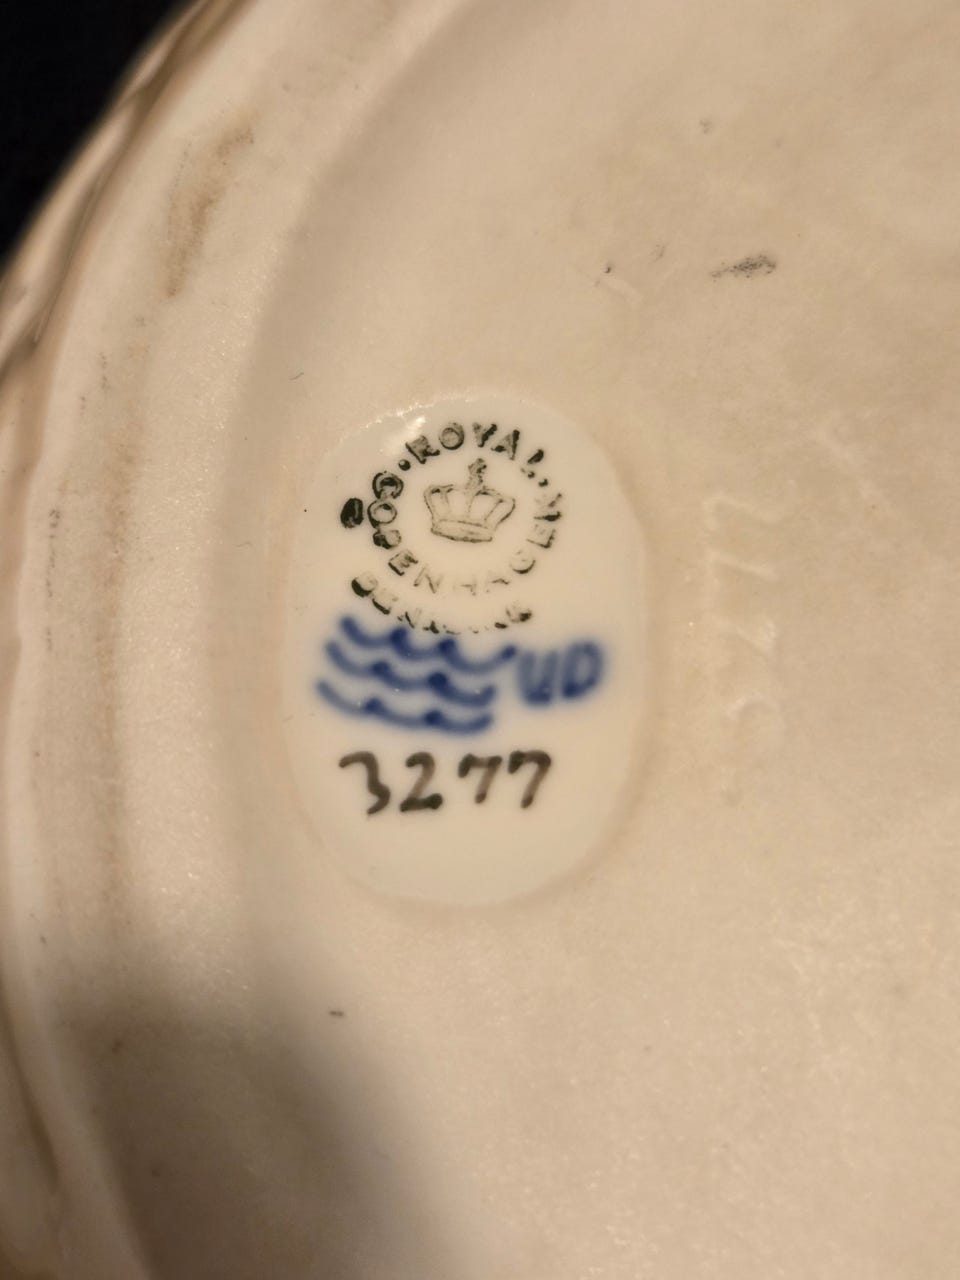 ROYAL COPENHAGEN
DENMARK
UD
3277